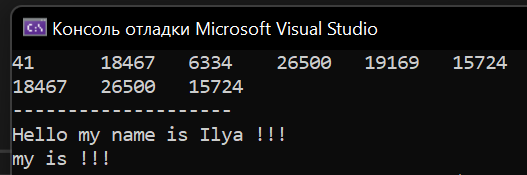 C:\ Консоль отладки Microsoft Visual Studio
41 18467 6334 26500 19169 15724
18467 26500 15724
--------------------
Hello my name is Ilya !!!
my is !!!